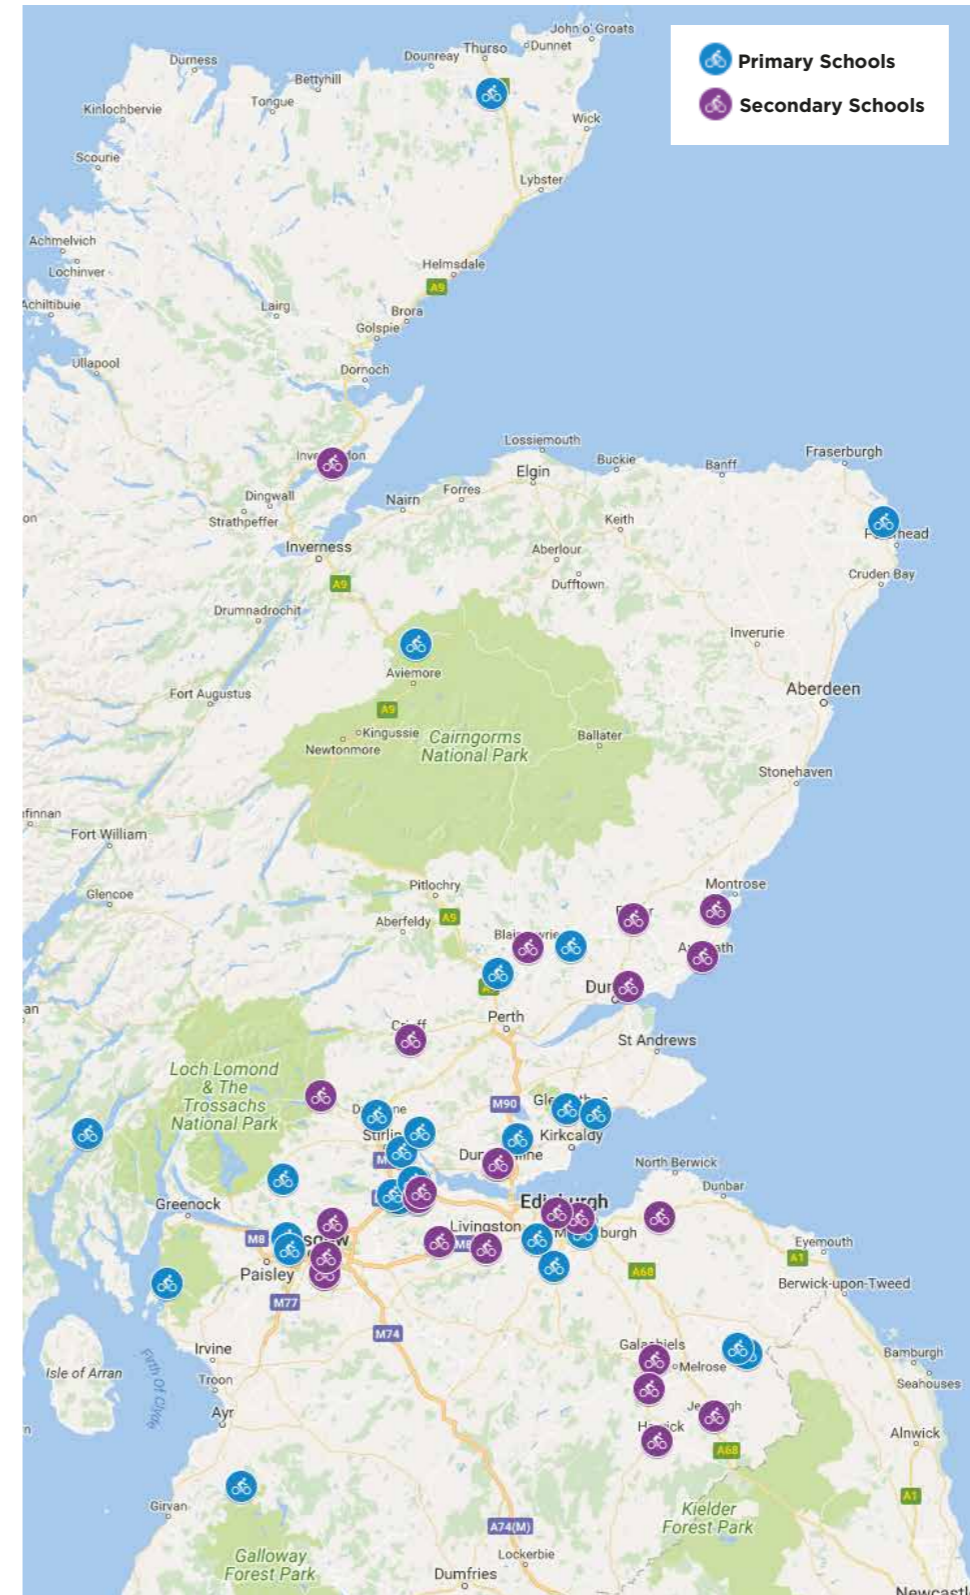 Primary Schools
Secondary Schools
John o' Groats
Thurso
Dunnet
Dounreay
Durness
Bettyhill
Tongue
Kinlochbervie
Wick
Scourie
Lybster
Achmelvich
Lochinver
Helmsdale
A9
Achiltibuie
Lairg
Brora
Golspie
Ullapool
Dornoch
Lossiemouth
Fraserburgh
Elgin
Buckie
Banff
Dingwall
Forres
Nairn
Strathpeffer
Keith
Inverness
Aberlour
Cruden Bay
A9
Dufftown
Drumnadrochit
Inverurie
Aviemore
Fort Augustus
Aberdeen
A9
Kingussie
Newtonmore
Cairngorms
National Park
Ballater
Stonehaven
Fort William
Pitlochry
Montrose
Glencoe
Aberfeldy
A9
Perth
St Andrews
Loch Lomond
& The
Trossachs
National Park
M90
Kirkcaldy
North Berwick
Greenock
Dunbar
Edinburgh
Livingston
M8
Eyemouth
A1
Paisley
A68
Berwick-upon-Tweed
M77
M74
Irvine
Melrose
Bamburgh
Isle of Arran
Firth Of Clyde
Troon
Seahouses
Ayr
Alnwick
A68
A1
Girvan
Kielder
Forest Park
A74(M)
Galloway
Forest Park
Lockerbie
Dumfries